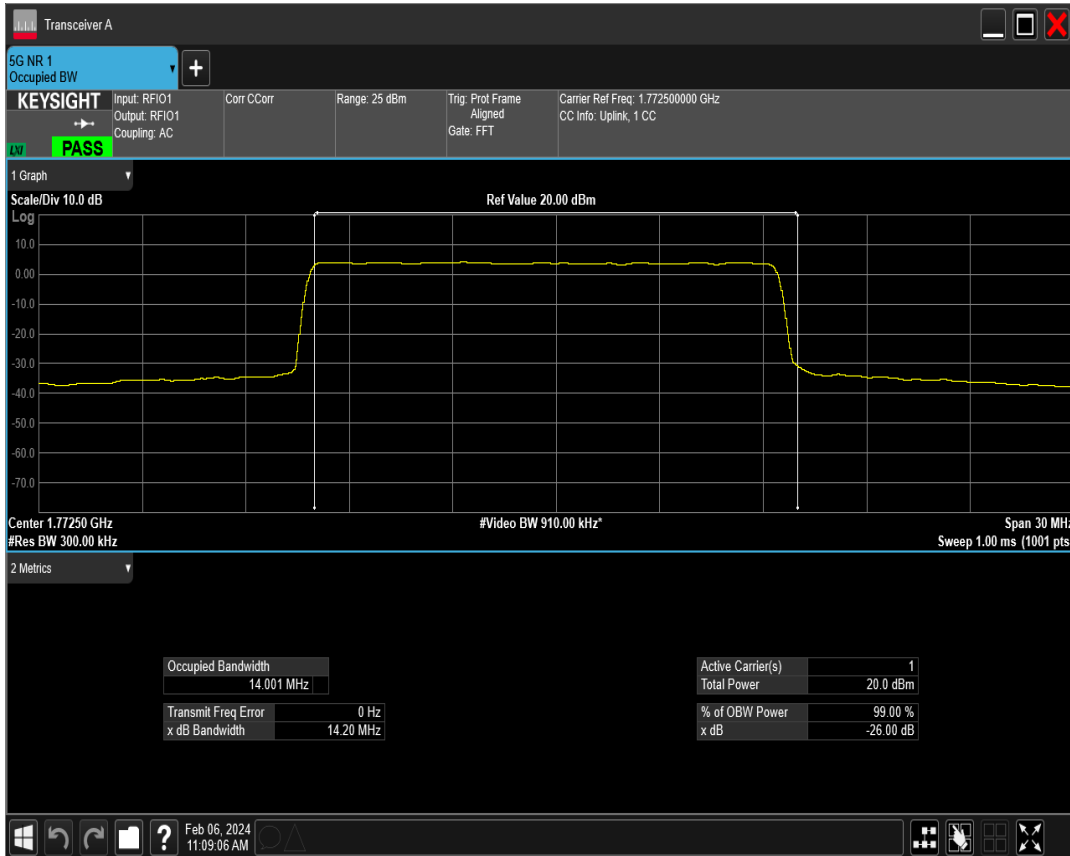 Transceiver A
5G NR 1
Occupied BW
KEYSIGHT
LXI
PASS
Input: RFIO1
Output: RFIO1
Coupling: AC
Corr CCorr
Range: 25 dBm
Trig: Prot Frame
Aligned
Gate: FFT
Carrier Ref Freq: 1.772500000 GHz
CC Info: Uplink, 1 CC
1 Graph
Scale/Div 10.0 dB
Ref Value 20.00 dBm
Log
10.0
0.00
-10.0
-20.0
-30.0
-40.0
-50.0
-60.0
-70.0
Center 1.77250 GHz
#Video BW 910.00 kHz*
Span 30 MHz
#Res BW 300.00 kHz
Sweep 1.00 ms (1001 pts
2 Metrics
Occupied Bandwidth
14.001 MHz
Transmit Freq Error 0 Hz
x dB Bandwidth 14.20 MHz
Active Carrier(s) 1
Total Power 20.0 dBm
% of OBW Power 99.00 %
x dB -26.00 dB
?
Feb 06, 2024
11:09:06 AM